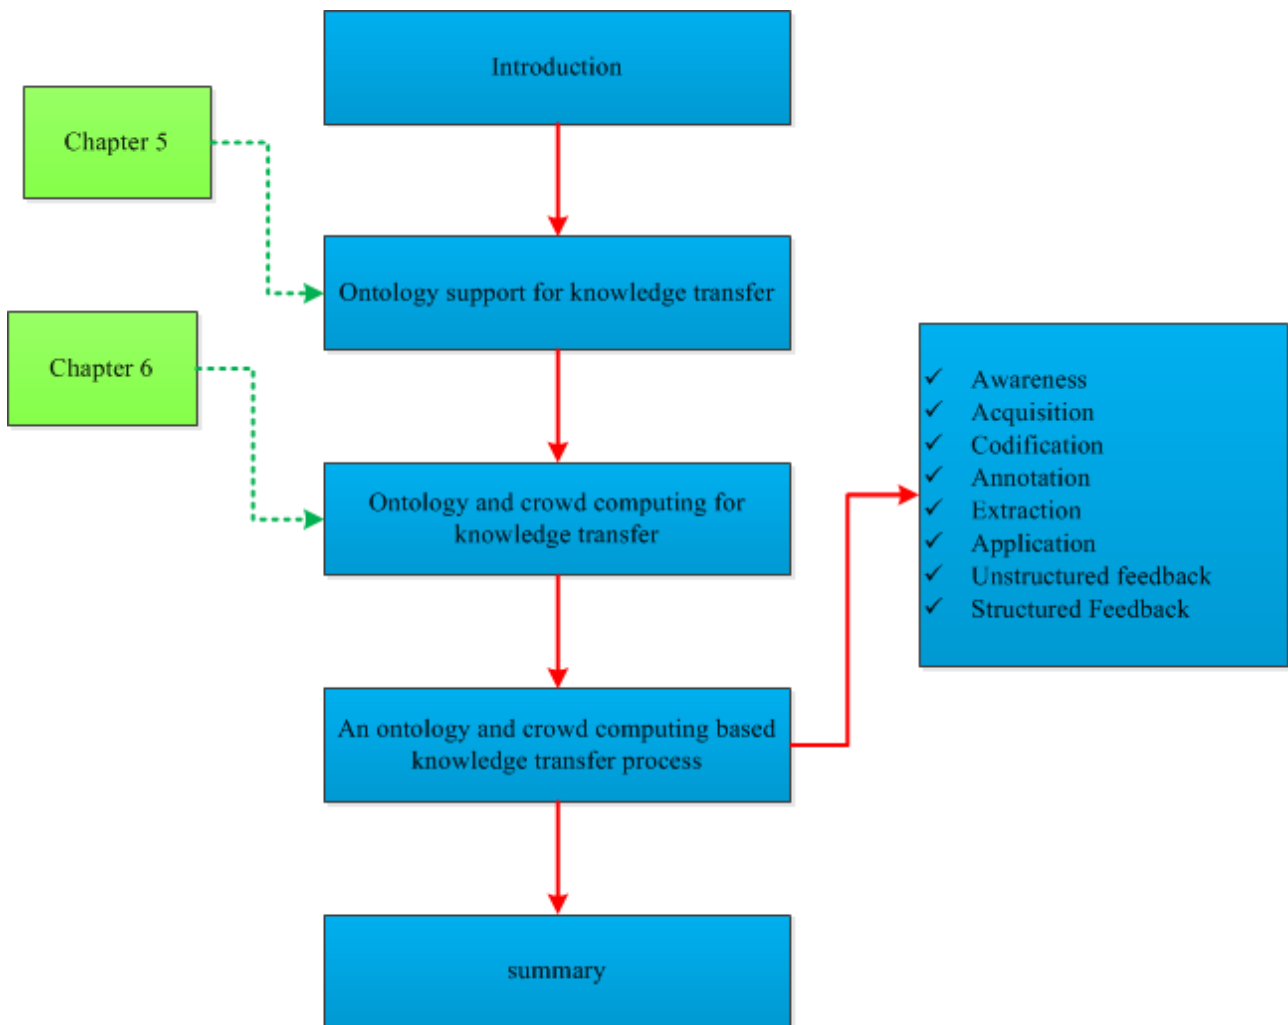 Introduction
Chapter 5
Ontology support for knowledge transfer
Chapter 6
Ontology and crowd computing for
knowledge transfer
An ontology and crowd computing based
knowledge transfer process
✓ Awareness
✓ Acquisition
✓ Codification
✓ Annotation
✓ Extraction
✓ Application
✓ Unstructured feedback
✓ Structured Feedback
summary